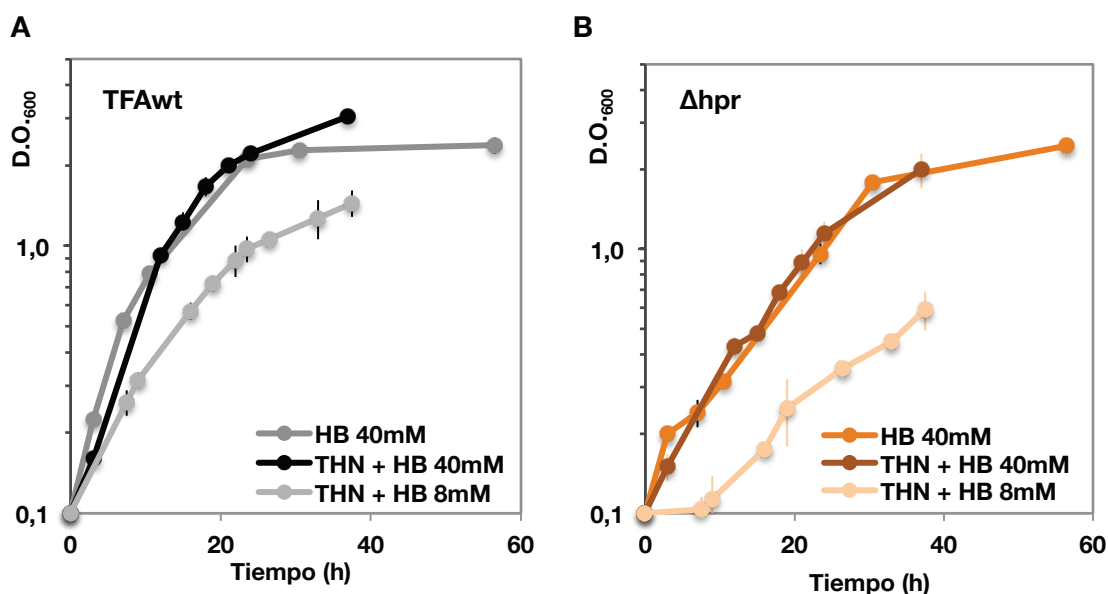 A
D.O.600
TFAwt
1,0
0,1
HB 40mM
THN + HB 40mM
THN + HB 8mM
0
20
40
60
Tiempo (h)
B
D.O.600
Δhpr
1,0
0,1
HB 40mM
THN + HB 40mM
THN + HB 8mM
0
20
40
60
Tiempo (h)